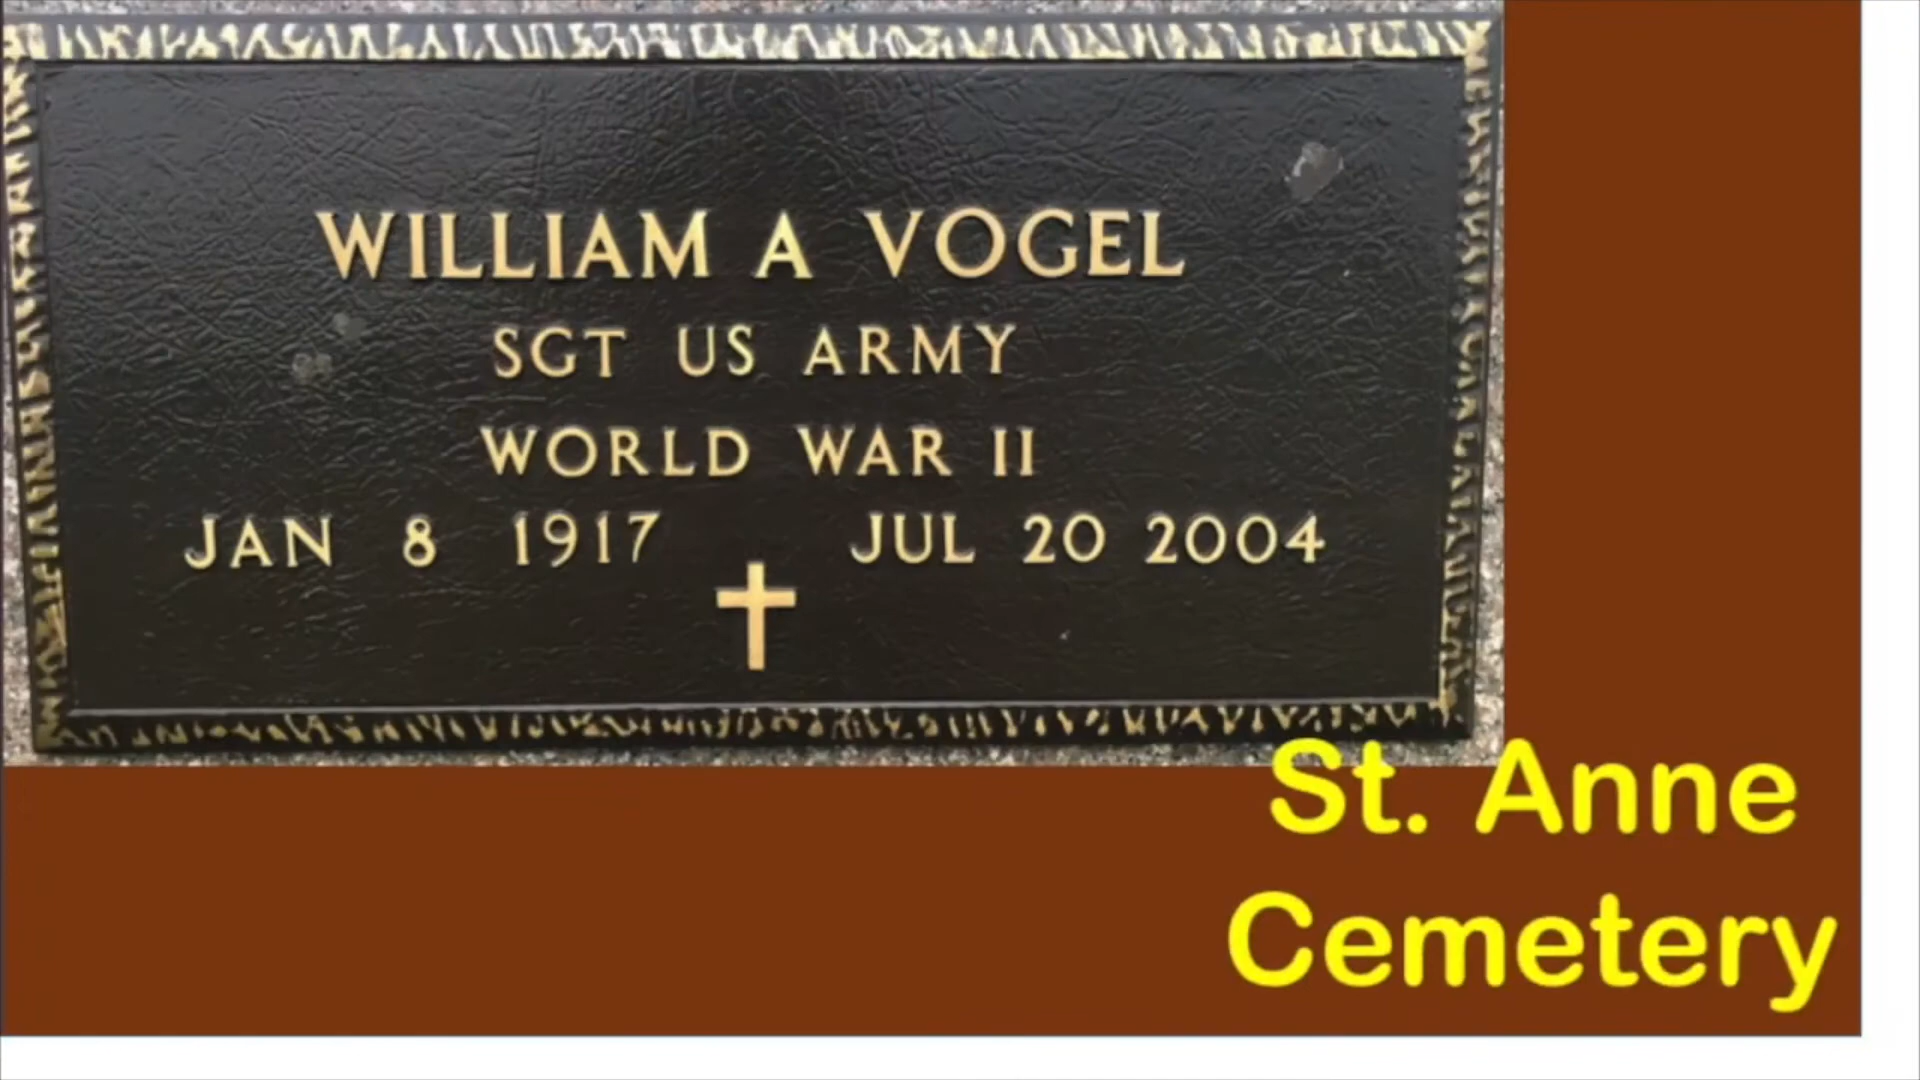 WILLIAM A VOGEL
SGT US ARMY
WORLD WAR II
JAN 8 1917 JUL 20 2004
St. Anne
Cemetery